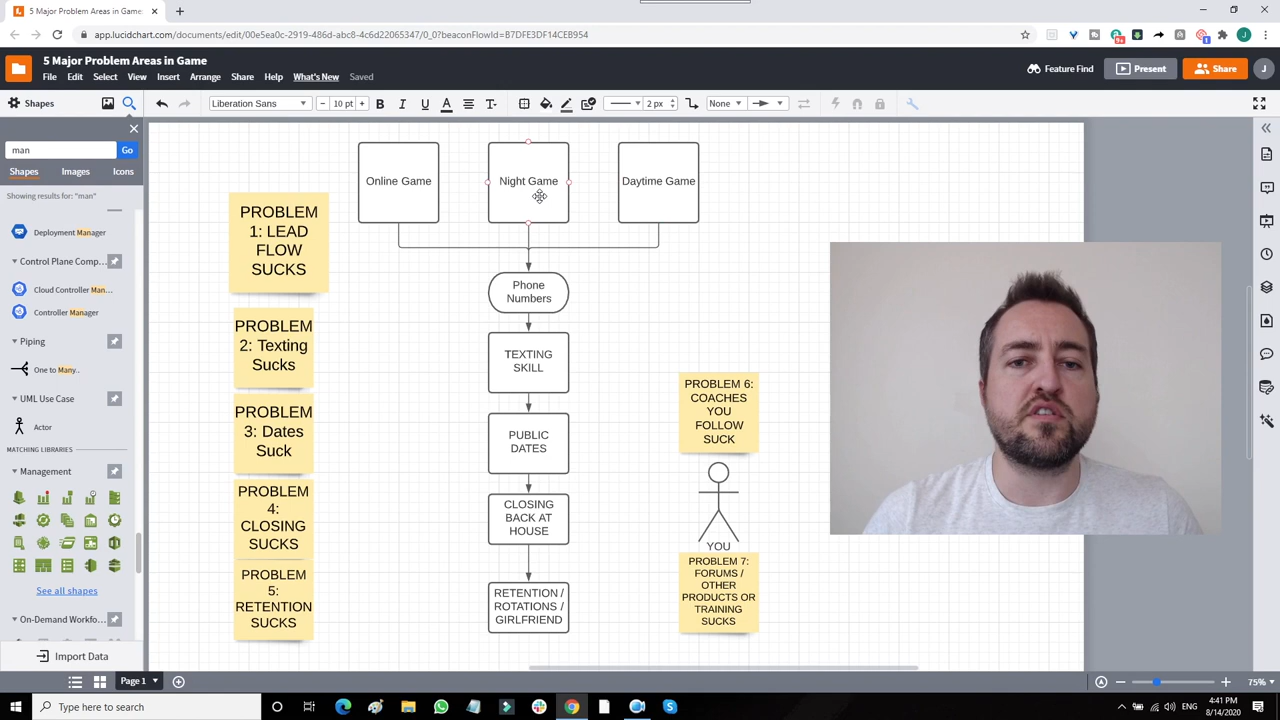 5 Major Problem Areas in Game
app.lucidchart.com/documents/edit/00e5ea0c-2919-486d-abc8-4c6d22065347/0_0?beaconFlowId=B7DFE3DF14CEB954
J
5 Major Problem Areas in Game
File Edit Select View Insert Arrange Share Help What's New Saved
Feature Find
Present
Share
J
Shapes
Liberation Sans
10 pt
B I U A T
2 px
None
man
Go
Shapes Images Icons
Showing results for: "man"
Deployment Manager
Control Plane Comp...
Cloud Controller Man...
Controller Manager
Piping
One to Many..
UML Use Case
Actor
MATCHING LIBRARIES
Management
See all shapes
On-Demand Workfo...
Import Data
Online Game
Night Game
Daytime Game
PROBLEM
1: LEAD
FLOW
SUCKS
Phone
Numbers
PROBLEM
2: Texting
Sucks
TEXTING
SKILL
PROBLEM
3: Dates
Suck
PUBLIC
DATES
PROBLEM 6:
COACHES
YOU
FOLLOW
SUCK
PROBLEM
4:
CLOSING
SUCKS
CLOSING
BACK AT
HOUSE
YOU
PROBLEM
5:
RETENTION
SUCKS
RETENTION /
ROTATIONS /
GIRLFRIEND
PROBLEM 7:
FORUMS /
OTHER
PRODUCTS OR
TRAINING
SUCKS
Page 1
75%
Type here to search
4:41 PM
8/14/2020